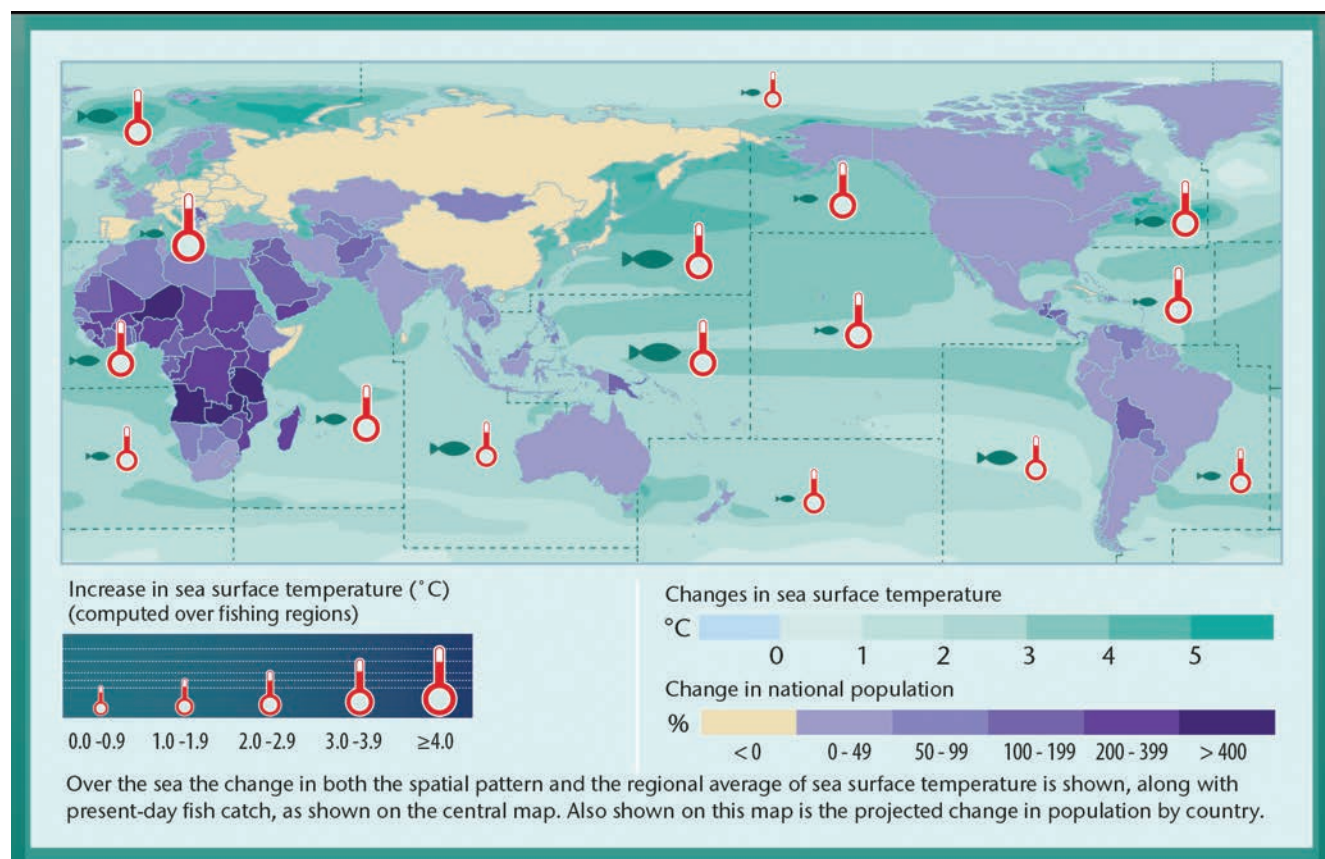 Increase in sea surface temperature (˚C)
(computed over fishing regions)
0.0 -0.9 1.0 -1.9 2.0 -2.9 3.0 -3.9 ≥4.0
Changes in sea surface temperature
°C
0 1 2 3 4 5
Change in national population
%
< 0 0 - 49 50 - 99 100 - 199 200 - 399 > 400
Over the sea the change in both the spatial pattern and the regional average of sea surface temperature is shown, along with
present-day fish catch, as shown on the central map. Also shown on this map is the projected change in population by country.